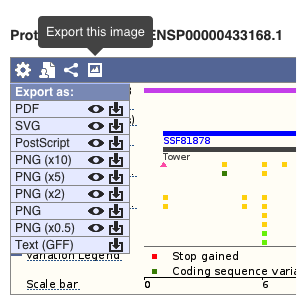 Export this image
Prot
ENSP00000433168.1
Export as:
PDF
SVG
PostScript
PNG (x10)
PNG (x5)
PNG (x2)
PNG
PNG (x0.5)
Text (GFF)
SSF81878
Tower
Variation Legend
Stop gained
Coding sequence varia
Scale bar
0
6